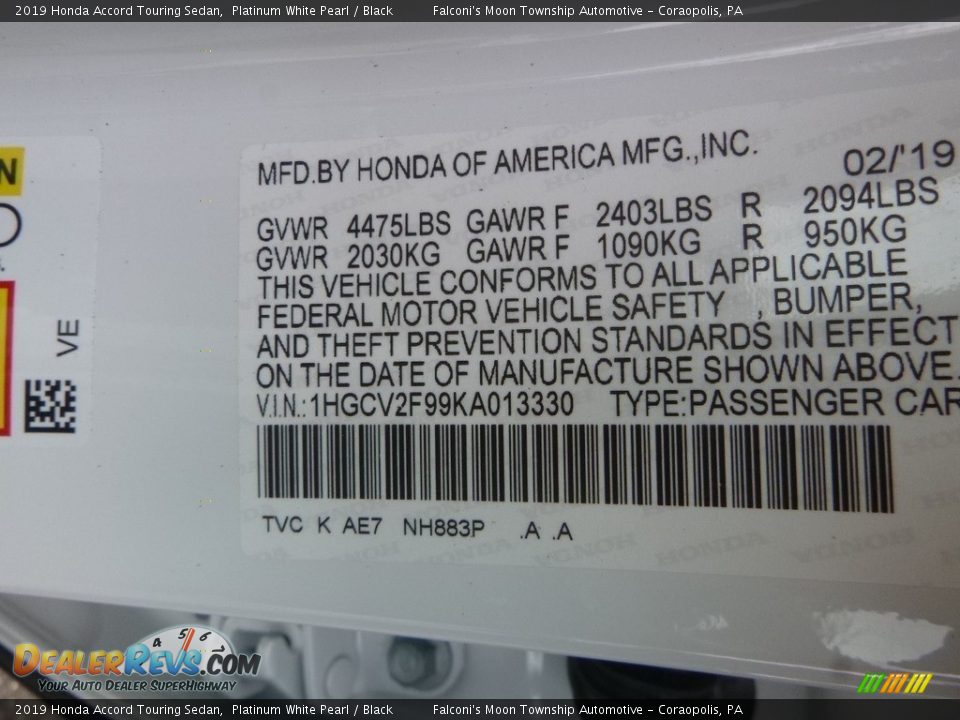 2019 Honda Accord Touring Sedan, Platinum White Pearl / Black Falconi's Moon Township Automotive - Coraopolis, PA
MFD.BY HONDA OF AMERICA MFG.,INC. 02/'19
GVWR 4475LBS GAWR F 2403LBS R 2094LBS
GVWR 2030KG GAWR F 1090KG R 950KG
THIS VEHICLE CONFORMS TO ALL APPLICABLE
FEDERAL MOTOR VEHICLE SAFETY , BUMPER,
AND THEFT PREVENTION STANDARDS IN EFFECT
ON THE DATE OF MANUFACTURE SHOWN ABOVE.
V.I.N.:1HGCV2F99KA013330 TYPE:PASSENGER CAR
TVC K AE7 NH883P .A .A
N
VE
4 5 6
DEALERREVS.COM
YOUR AUTO DEALER SUPERHIGHWAY
2019 Honda Accord Touring Sedan, Platinum White Pearl / Black Falconi's Moon Township Automotive - Coraopolis, PA